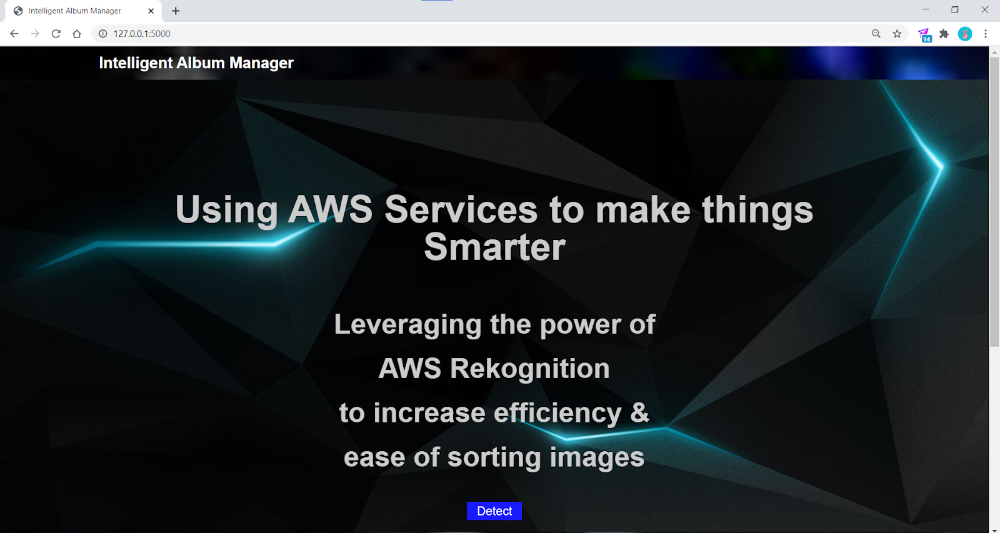 Intelligent Album Manager
127.0.0.1:5000
14
Intelligent Album Manager
Using AWS Services to make things
Smarter
Leveraging the power of
AWS Rekognition
to increase efficiency &
ease of sorting images
Detect